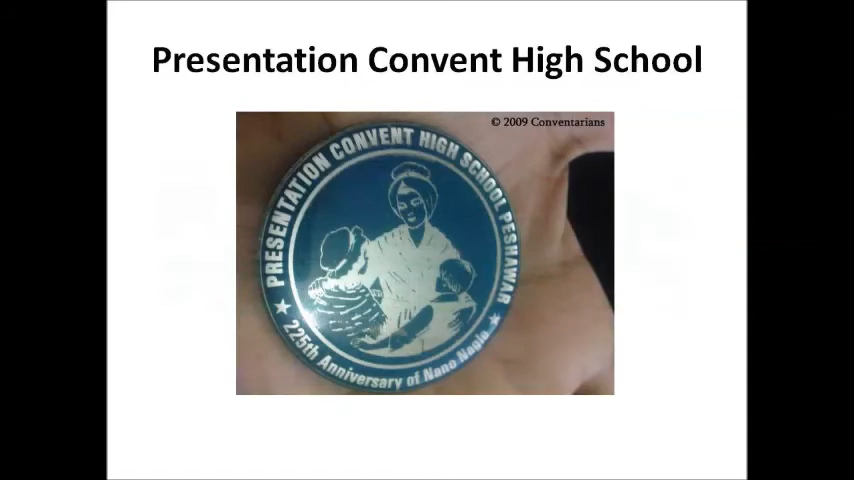 Presentation Convent High School
© 2009 Conventarians
PRESENTATION CONVENT HIGH SCHOOL PESHAWAR
225th Anniversary of Nano Nagle